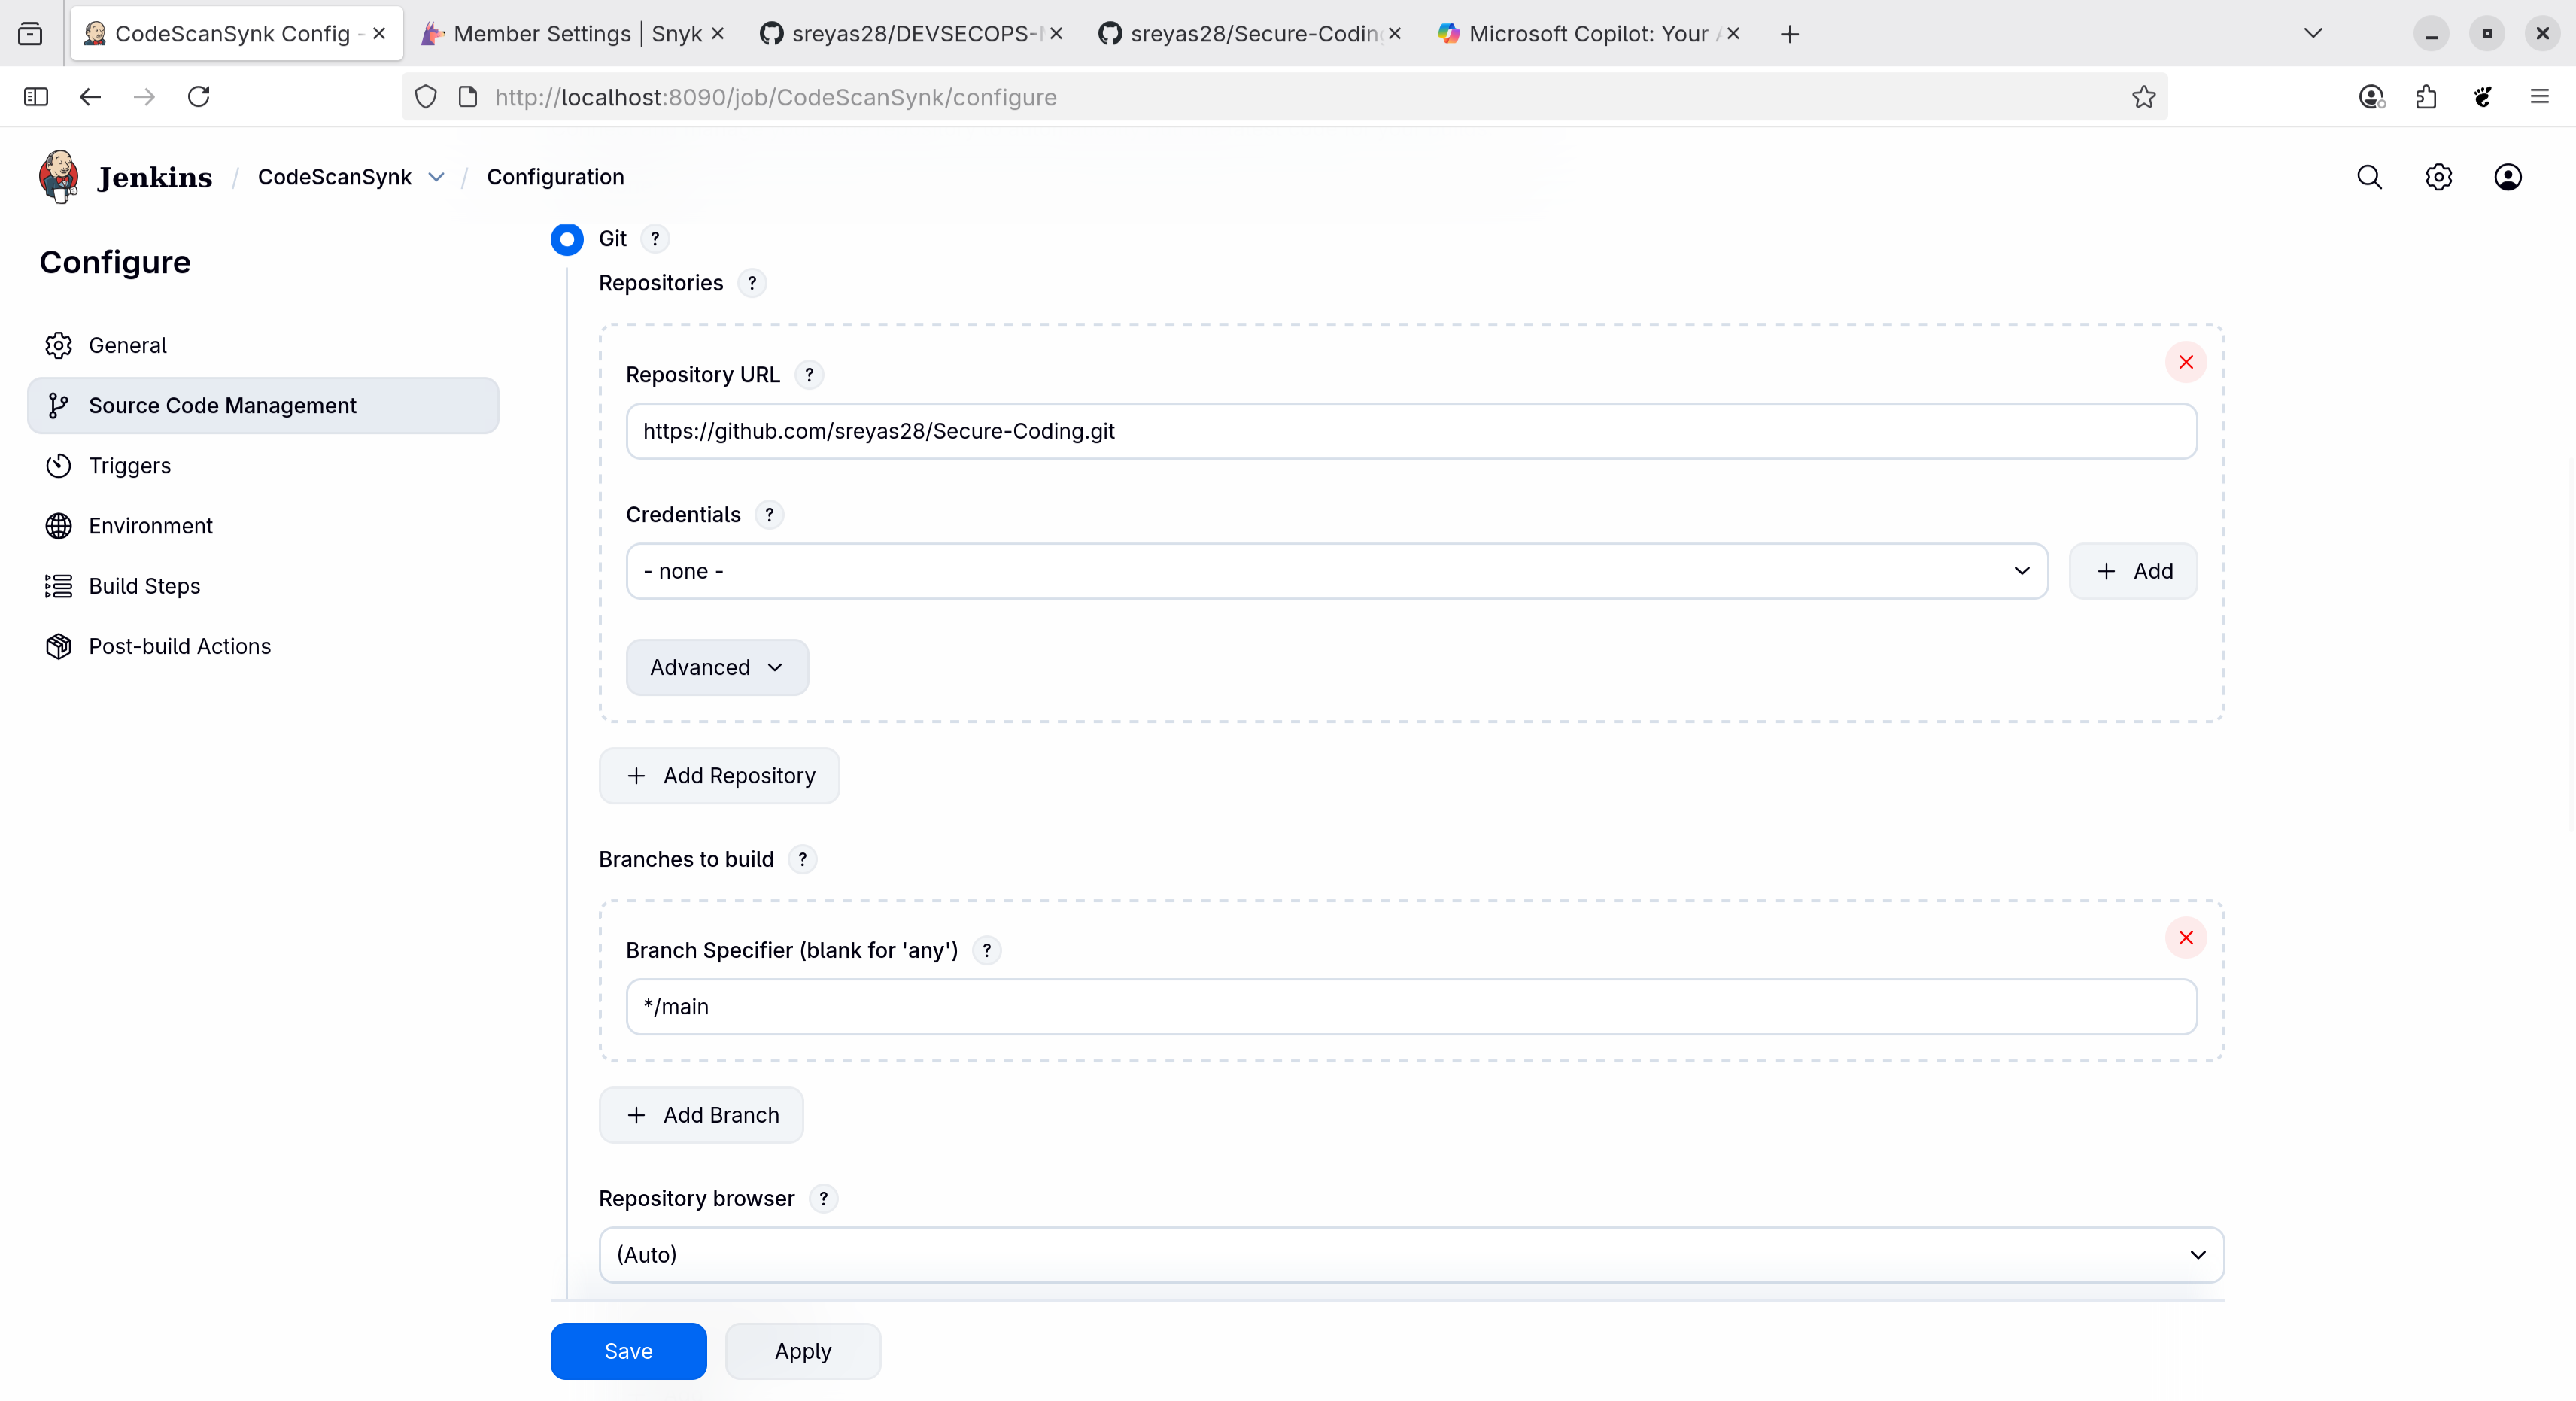 CodeScanSynk Config -
Member Settings | Snyk
sreyas28/DEVSECOPS-
sreyas28/Secure-Coding
Microsoft Copilot: Your
http://localhost:8090/job/CodeScanSynk/configure
Jenkins / CodeScanSynk / Configuration
Configure
General
Source Code Management
Triggers
Environment
Build Steps
Post-build Actions
Git ?
Repositories ?
Repository URL ?
https://github.com/sreyas28/Secure-Coding.git
Credentials ?
- none -
+ Add
Advanced
+ Add Repository
Branches to build ?
Branch Specifier (blank for 'any') ?
*/main
+ Add Branch
Repository browser ?
(Auto)
Save
Apply